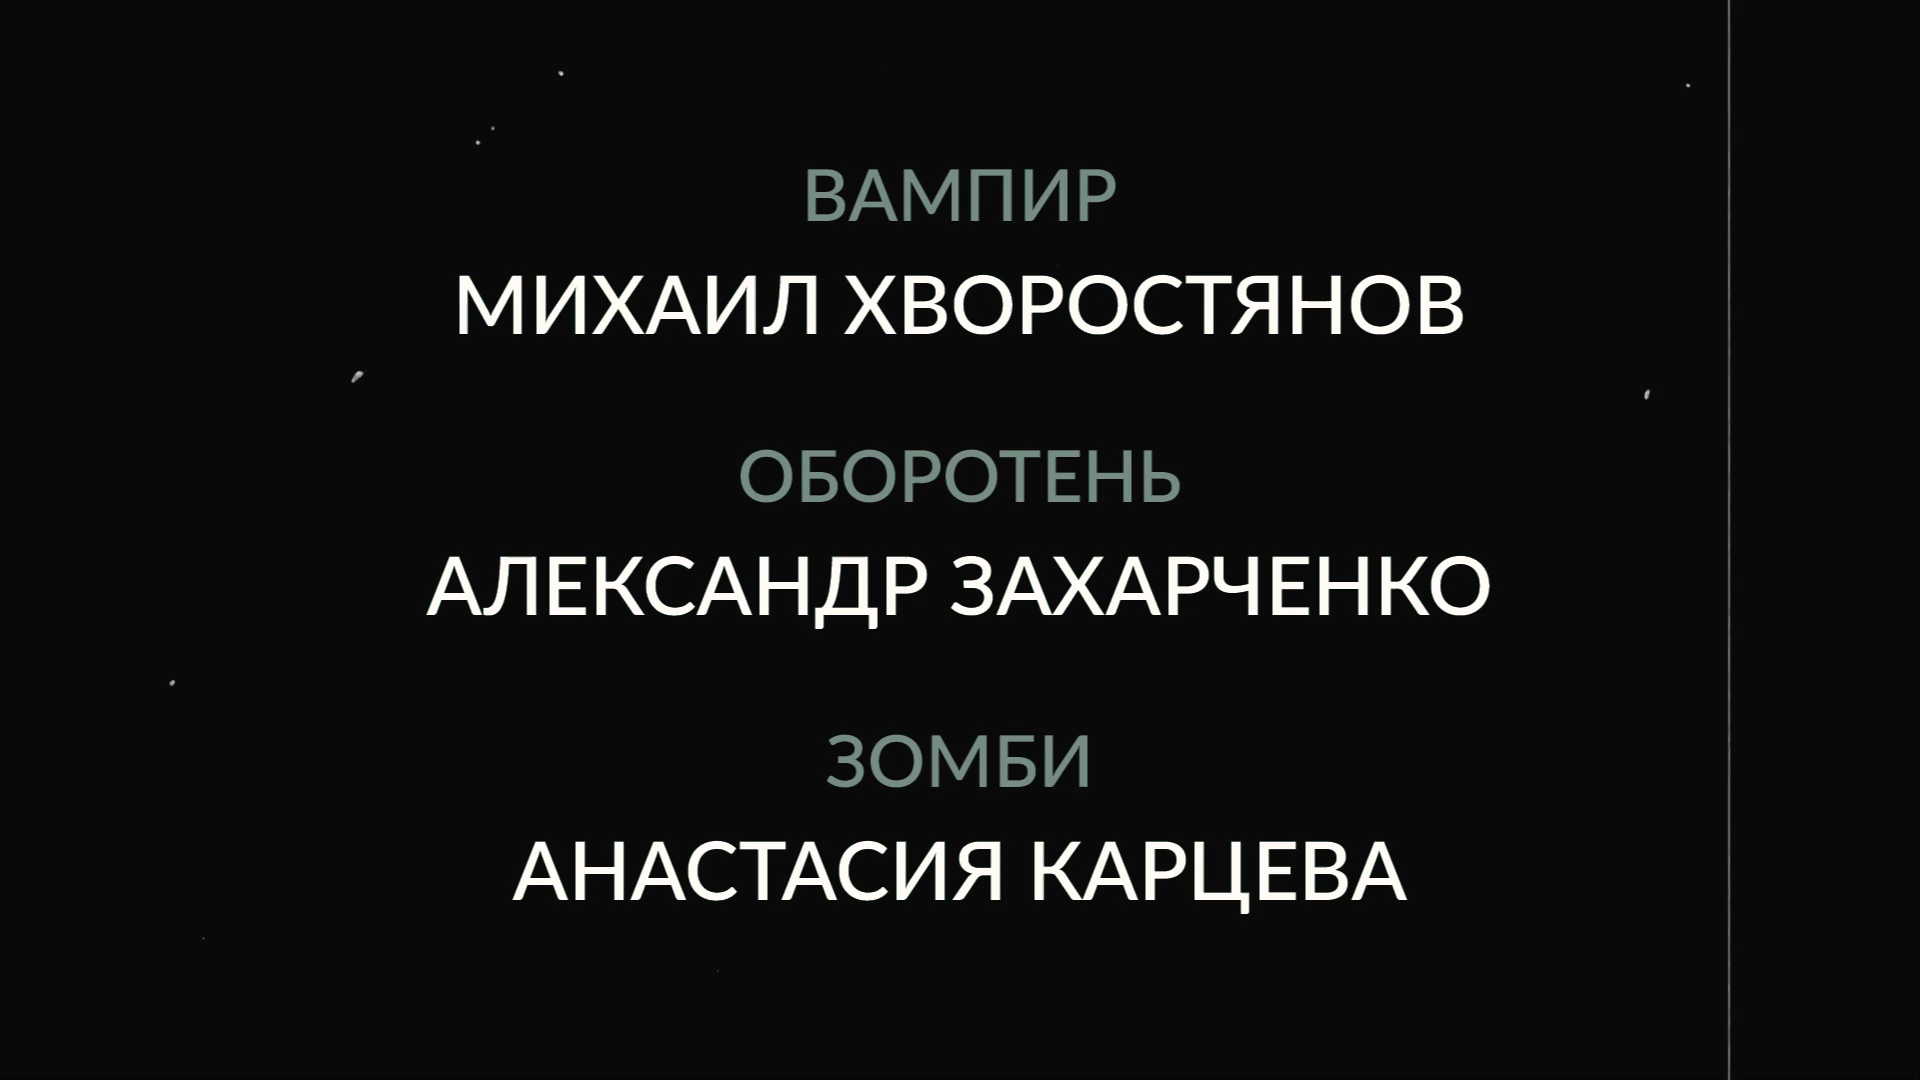 ВАМПИР
МИХАИЛ ХВОРОСТЯНОВ
ОБОРОТЕНЬ
АЛЕКСАНДР ЗАХАРЧЕНКО
ЗОМБИ
АНАСТАСИЯ КАРЦЕВА